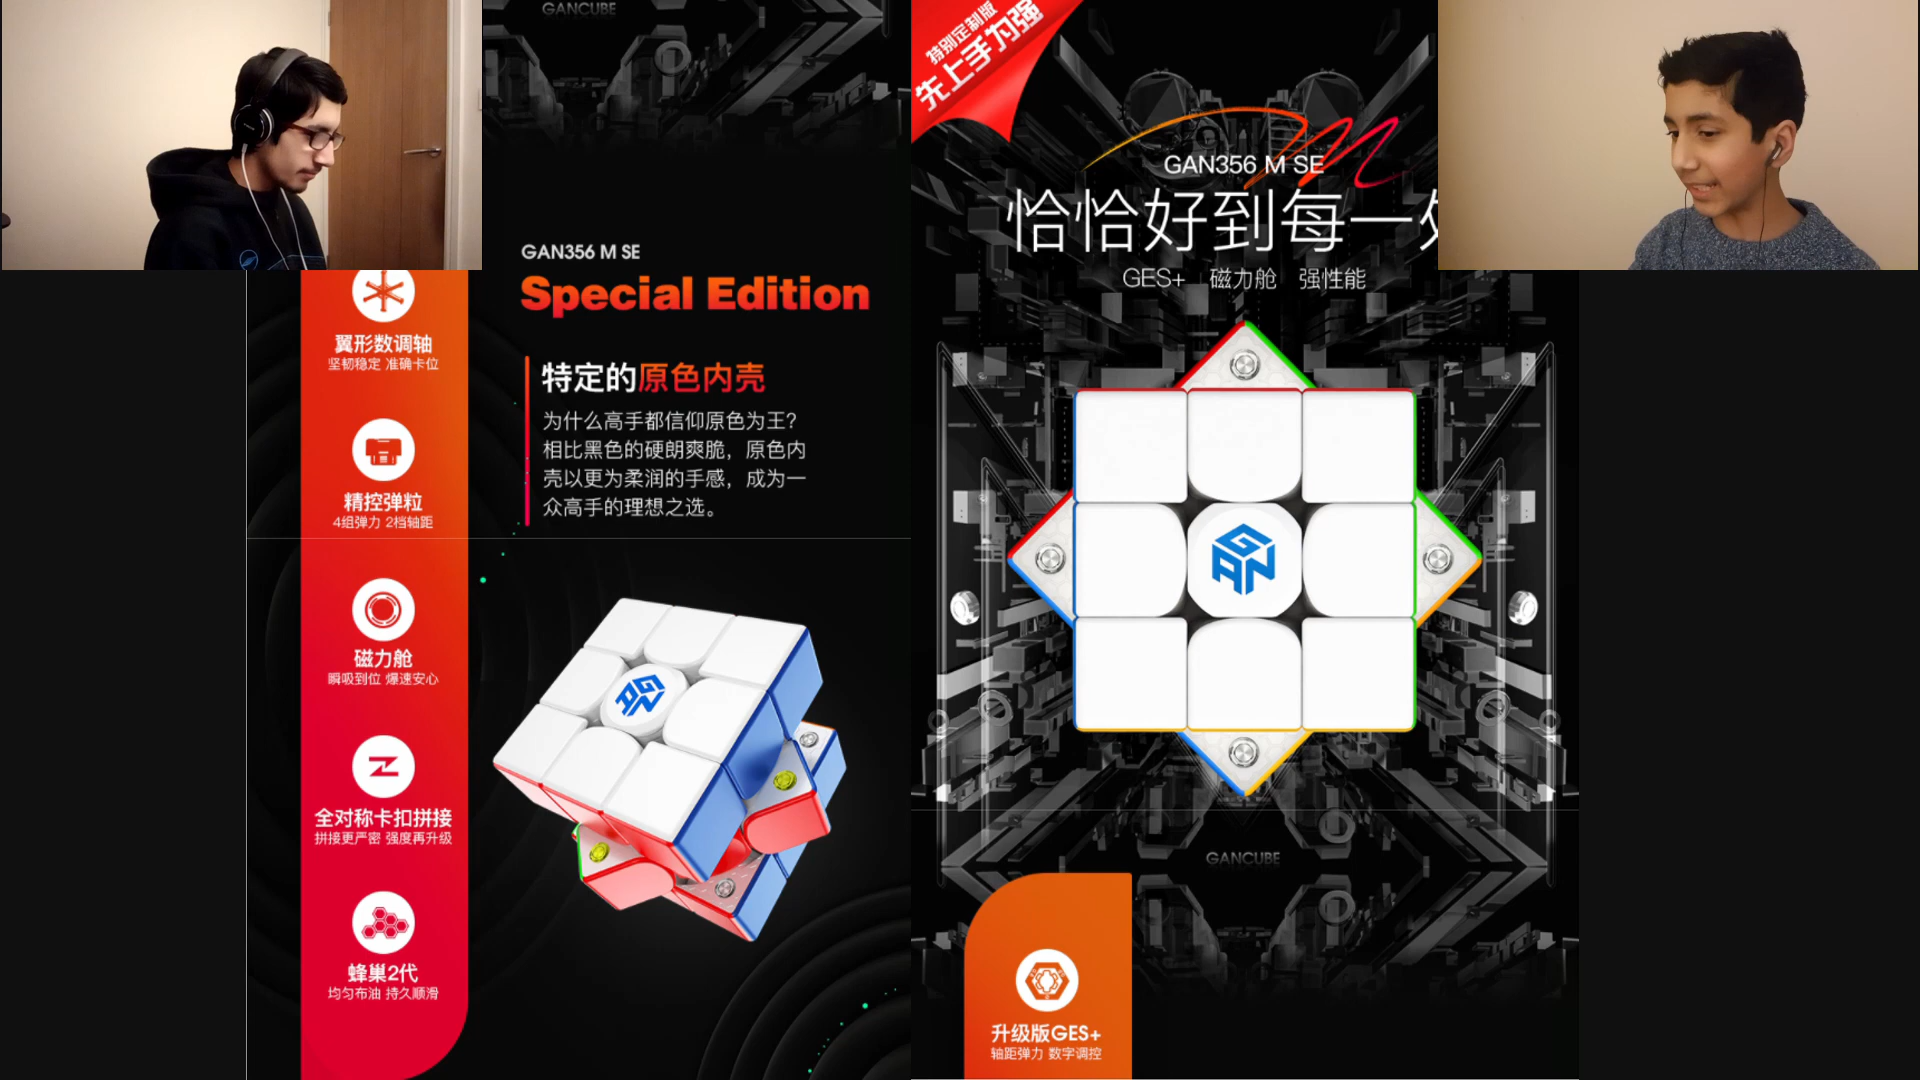 GANCUBE
GAN356 M SE
Special Edition
特定的原色内壳
为什么高手都信仰原色为王?
相比黑色的硬朗爽脆，原色内
壳以更为柔润的手感，成为一
众高手的理想之选。
翼形数调轴
坚韧稳定 准确卡位
精控弹粒
4组弹力 2档轴距
磁力舱
瞬吸到位 爆速安心
全对称卡扣拼接
拼接更严密 强度再升级
蜂巢2代
均匀布油 持久顺滑
GAN
特别定制版
先上手为强
GAN356 M SE
恰恰好到每一
GES+ 磁力舱 强性能
GAN
GANCUBE
升级版GES+
轴距弹力 数字调控